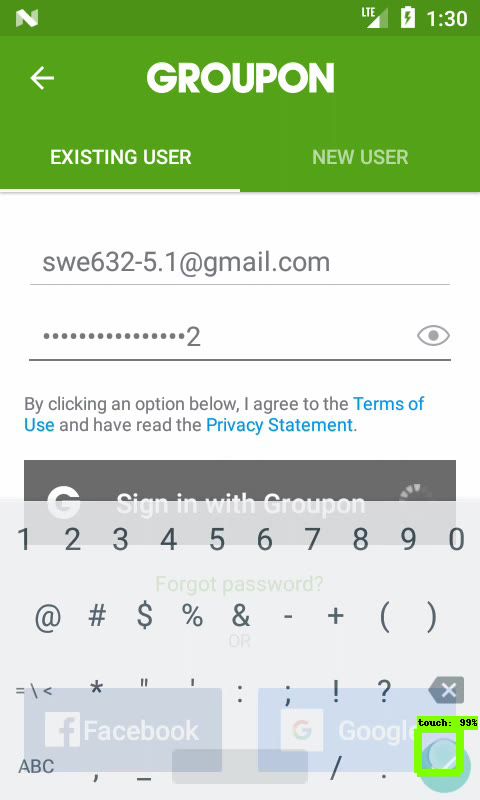 LTE 1:30
GROUPON
EXISTING USER NEW USER
swe632-5.1@gmail.com
••••••••••••••••2
By clicking an option below, I agree to the Terms of
Use and have read the Privacy Statement.
G Sign in with Groupon
1 2 3 4 5 6 7 8 9 0
Forgot password?
@ # $ % & - + ( )
OR
= \ < * " ' : ; ! ?
Facebook G Google
touch: 99%
ABC , _ / .